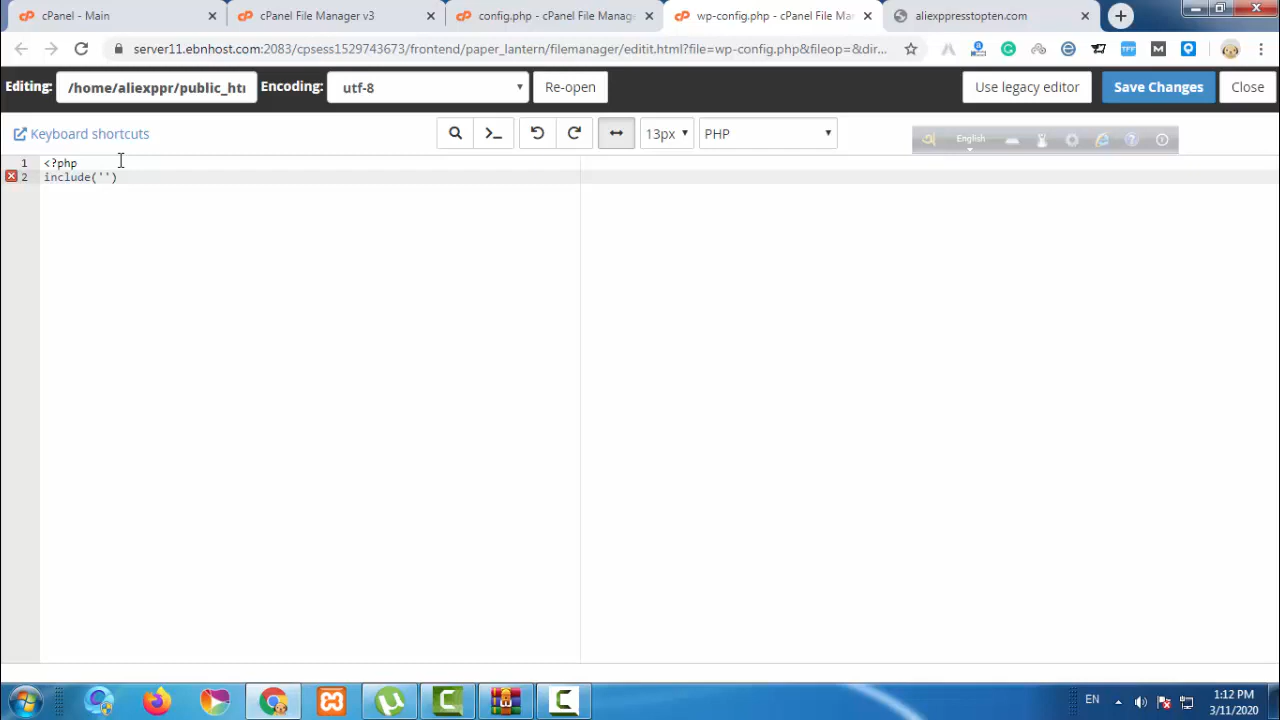 cPanel - Main
cPanel File Manager v3
config.php - cPanel File Manag
wp-config.php - cPanel File Ma
aliexppresstopten.com
server11.ebnhost.com:2083/cpsess1529743673/frontend/paper_lantern/filemanager/editit.html?file=wp-config.php&fileop=&dir...
Editing:
/home/aliexppr/public_ht
Encoding:
utf-8
Re-open
Use legacy editor
Save Changes
Close
Keyboard shortcuts
13px
PHP
English
1 <?php
2 include('')
EN
1:12 PM
3/11/2020